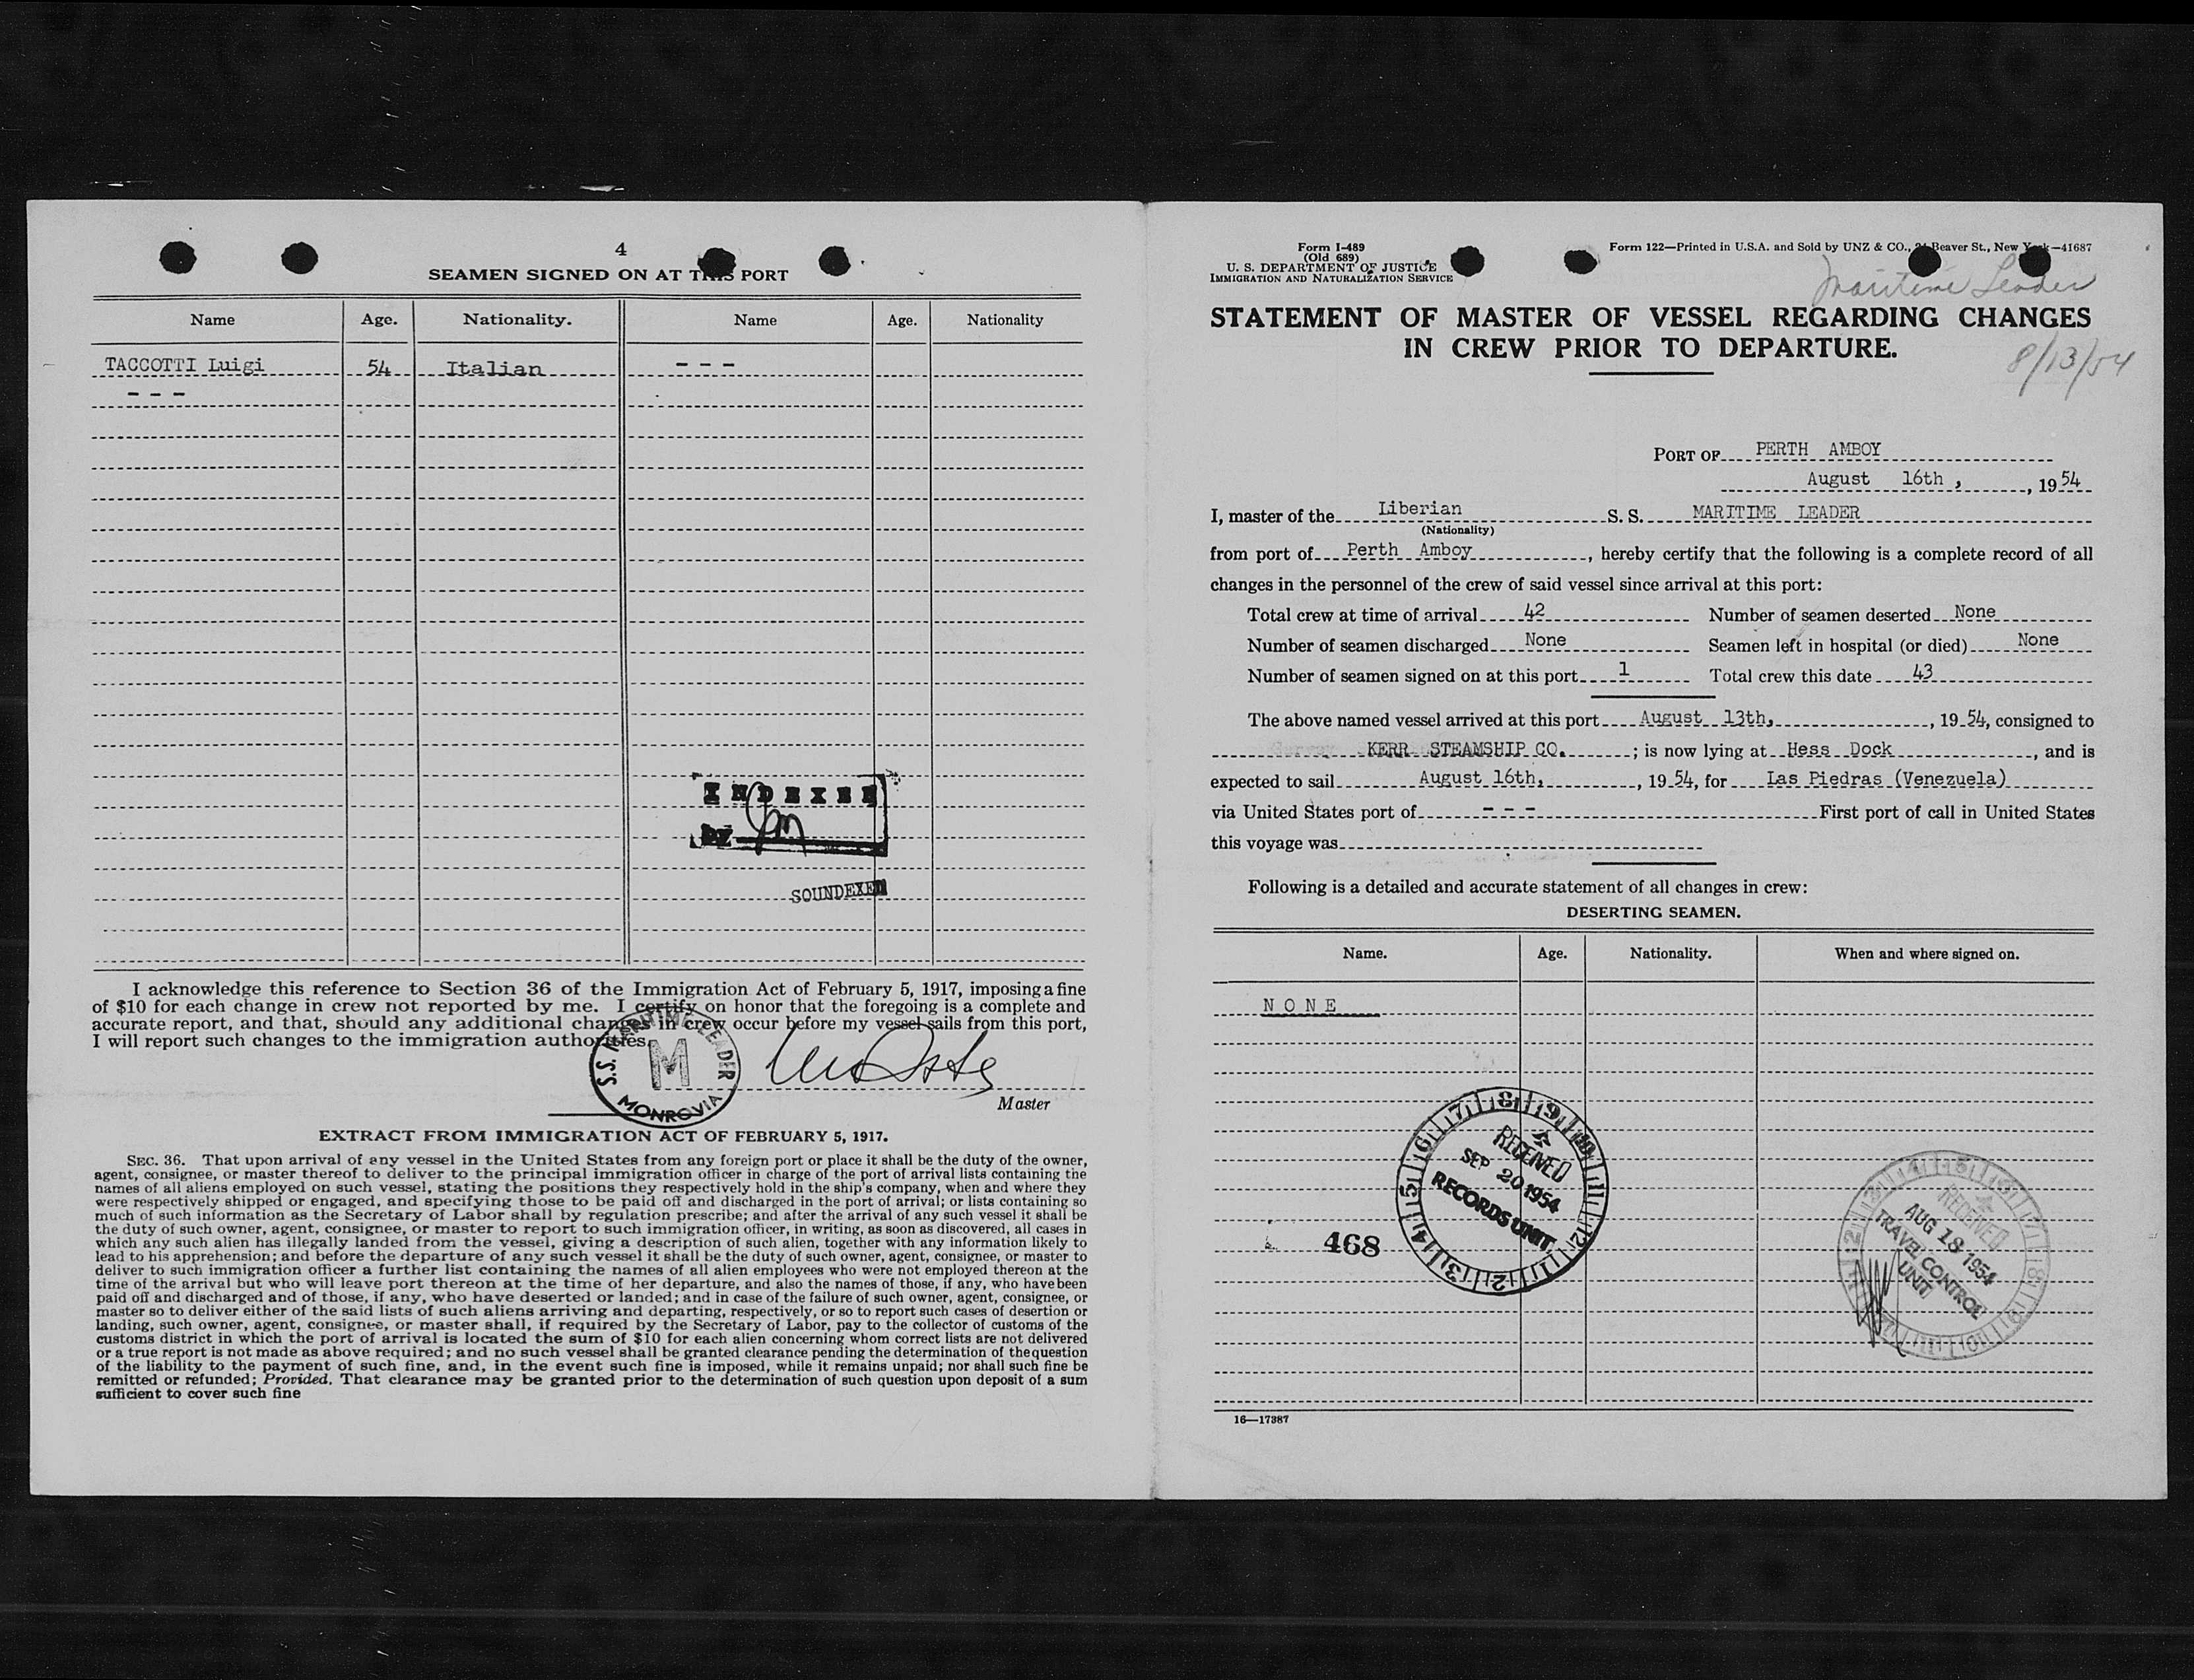 4
SEAMEN SIGNED ON AT THIS PORT
Name Age. Nationality. Name Age. Nationality
TACCOTTI Luigi 54 Italian - - -
- - -
INDEXED
by
SOUNDEXED
I acknowledge this reference to Section 36 of the Immigration Act of February 5, 1917, imposing a fine
of $10 for each change in crew not reported by me. I certify on honor that the foregoing is a complete and
accurate report, and that, should any additional changes in crew occur before my vessel sails from this port,
I will report such changes to the immigration authorities.
S.S. MARITIME LEADER
M
MONROVIA
Master
EXTRACT FROM IMMIGRATION ACT OF FEBRUARY 5, 1917.
SEC. 36. That upon arrival of any vessel in the United States from any foreign port or place it shall be the duty of the owner,
agent, consignee, or master thereof to deliver to the principal immigration officer in charge of the port of arrival lists containing the
names of all aliens employed on such vessel, stating the positions they respectively hold in the ship's company, when and where they
were respectively shipped or engaged, and specifying those to be paid off and discharged in the port of arrival; or lists containing so
much of such information as the Secretary of Labor shall by regulation prescribe; and after the arrival of any such vessel it shall be
the duty of such owner, agent, consignee, or master to report to such immigration officer, in writing, as soon as discovered, all cases in
which any such alien has illegally landed from the vessel, giving a description of such alien, together with any information likely to
lead to his apprehension; and before the departure of any such vessel it shall be the duty of such owner, agent, consignee, or master to
deliver to such immigration officer a further list containing the names of all alien employees who were not employed thereon at the
time of the arrival but who will leave port thereon at the time of her departure, and also the names of those, if any, who have been
paid off and discharged and of those, if any, who have deserted or landed; and in case of the failure of such owner, agent, consignee, or
master so to deliver either of the said lists of such aliens arriving and departing, respectively, or so to report such cases of desertion or
landing, such owner, agent, consignee, or master shall, if required by the Secretary of Labor, pay to the collector of customs of the
customs district in which the port of arrival is located the sum of $10 for each alien concerning whom correct lists are not delivered
or a true report is not made as above required; and no such vessel shall be granted clearance pending the determination of the question
of the liability to the payment of such fine, and, in the event such fine is imposed, while it remains unpaid; nor shall such fine be
remitted or refunded; Provided, That clearance may be granted prior to the determination of such question upon deposit of a sum
sufficient to cover such fine
Form I-489
(Old 689)
U. S. DEPARTMENT OF JUSTICE
IMMIGRATION AND NATURALIZATION SERVICE
Form 122—Printed in U.S.A. and Sold by UNZ & CO., Beaver St., New York—41687
Maritime Leader
STATEMENT OF MASTER OF VESSEL REGARDING CHANGES
IN CREW PRIOR TO DEPARTURE.
8/13/54
PORT OF PERTH AMBOY
August 16th, , 19 54
I, master of the Liberian S. S. MARITIME LEADER
(Nationality)
from port of Perth Amboy , hereby certify that the following is a complete record of all
changes in the personnel of the crew of said vessel since arrival at this port:
Total crew at time of arrival 42 Number of seamen deserted None
Number of seamen discharged None Seamen left in hospital (or died) None
Number of seamen signed on at this port 1 Total crew this date 43
The above named vessel arrived at this port August 13th, , 19 54, consigned to
KERR STEAMSHIP CO. ; is now lying at Hess Dock , and is
expected to sail August 16th, , 19 54, for Las Piedras (Venezuela)
via United States port of - - - First port of call in United States
this voyage was
Following is a detailed and accurate statement of all changes in crew:
DESERTING SEAMEN.
Name. Age. Nationality. When and where signed on.
NONE
RECEIVED
SEP 20 1954
RECORDS UNIT
468
RECEIVED
AUG 18 1954
TRAVEL CONTROL
UNIT
16—17387